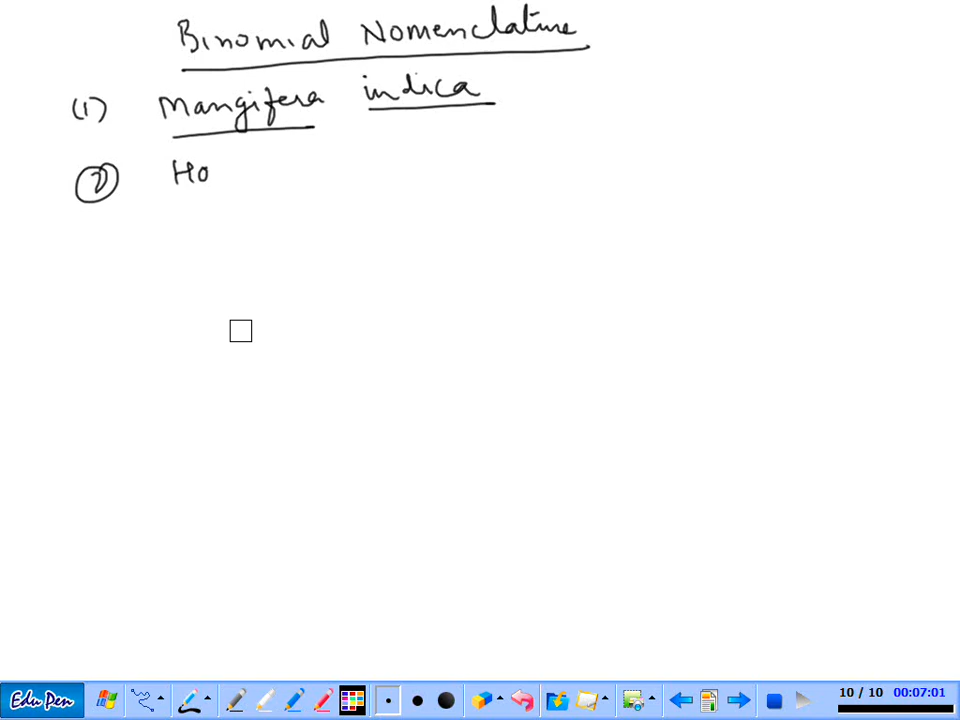 Binomial Nomenclature
(1) Mangifera indica
② Ho
Edu Pen
10 / 10 00:07:01